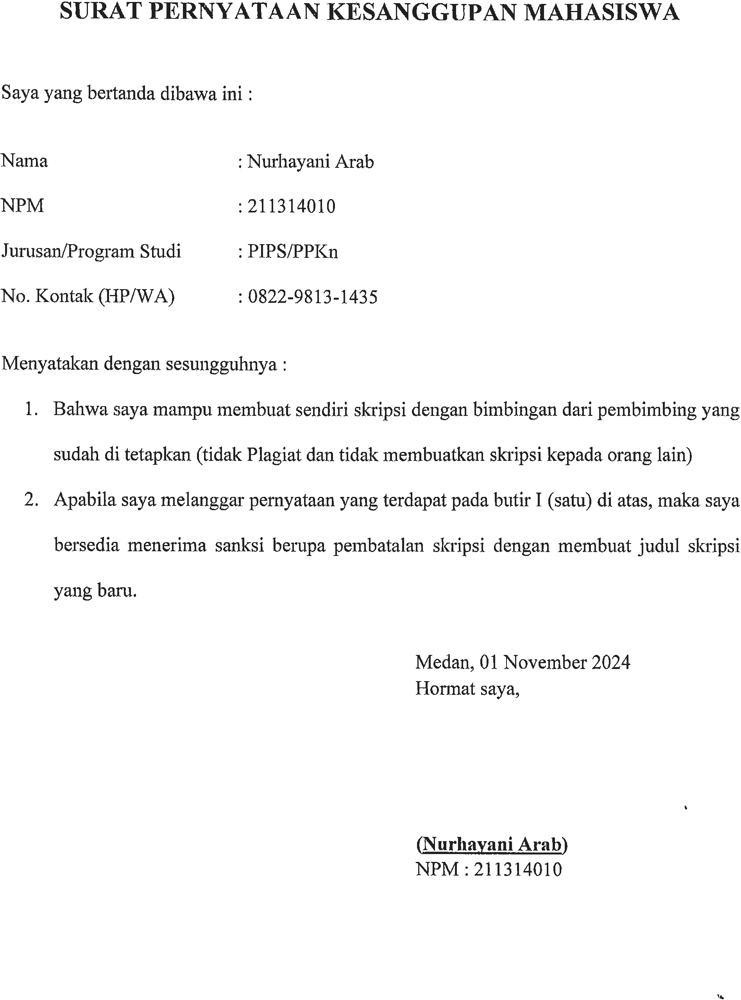 SURAT PERNYATAAN KESANGGUPAN MAHASISWA
Saya yang bertanda dibawa ini :
Nama : Nurhayani Arab
NPM : 211314010
Jurusan/Program Studi : PIPS/PPKn
No. Kontak (HP/WA) : 0822-9813-1435
Menyatakan dengan sesungguhnya :
1. Bahwa saya mampu membuat sendiri skripsi dengan bimbingan dari pembimbing yang
sudah di tetapkan (tidak Plagiat dan tidak membuatkan skripsi kepada orang lain)
2. Apabila saya melanggar pernyataan yang terdapat pada butir I (satu) di atas, maka saya
bersedia menerima sanksi berupa pembatalan skripsi dengan membuat judul skripsi
yang baru.
Medan, 01 November 2024
Hormat saya,
(Nurhayani Arab)
NPM : 211314010